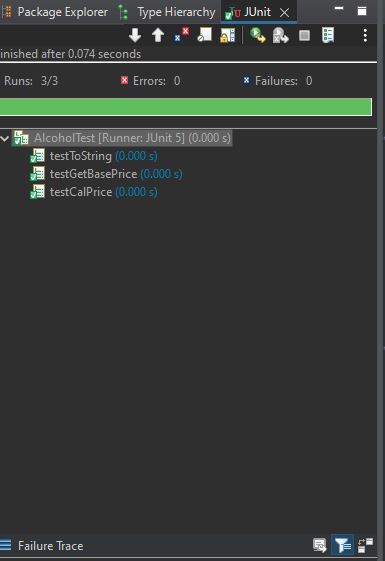 Package Explorer Type Hierarchy JUnit
inished after 0.074 seconds
Runs: 3/3 Errors: 0 Failures: 0
AlcoholTest [Runner: JUnit 5] (0.000 s)
testToString (0.000 s)
testGetBasePrice (0.000 s)
testCalPrice (0.000 s)
Failure Trace